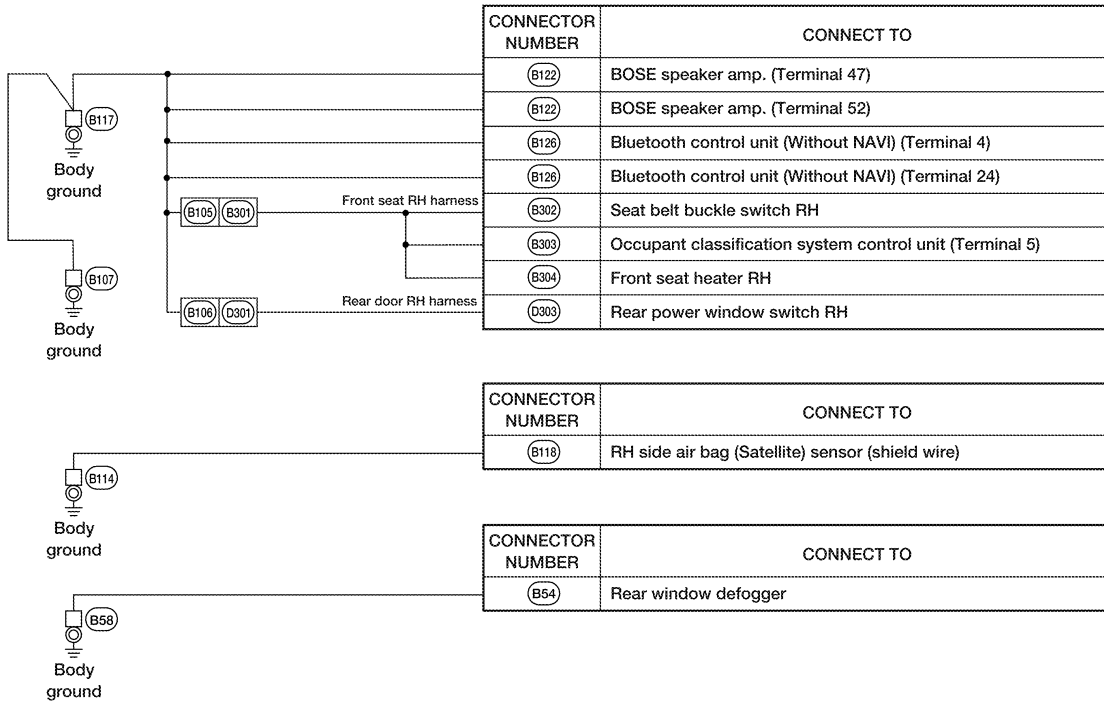 CONNECTOR NUMBER CONNECT TO
B122 BOSE speaker amp. (Terminal 47)
B117
B122 BOSE speaker amp. (Terminal 52)
B126 Bluetooth control unit (Without NAVI) (Terminal 4)
Body ground
B126 Bluetooth control unit (Without NAVI) (Terminal 24)
B105 B301 Front seat RH harness B302 Seat belt buckle switch RH
B303 Occupant classification system control unit (Terminal 5)
B107
B304 Front seat heater RH
B106 D301 Rear door RH harness D303 Rear power window switch RH
Body ground
CONNECTOR NUMBER CONNECT TO
B118 RH side air bag (Satellite) sensor (shield wire)
B114
Body ground
CONNECTOR NUMBER CONNECT TO
B54 Rear window defogger
B58
Body ground